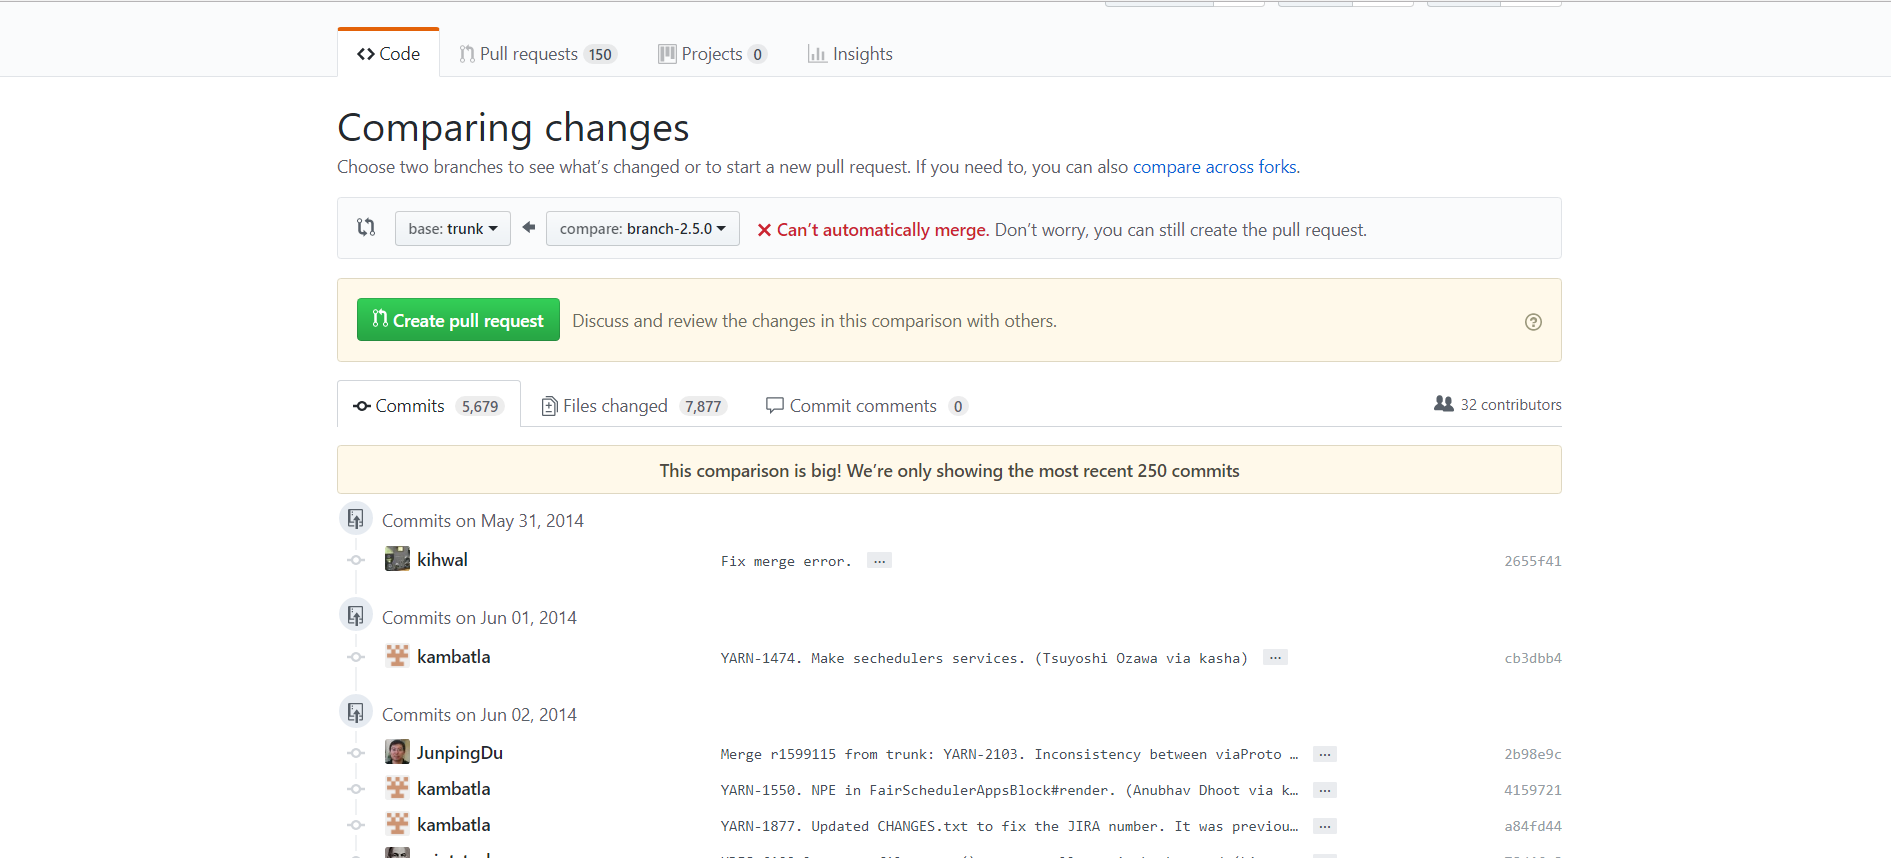 Code Pull requests 150 Projects 0 Insights
Comparing changes
Choose two branches to see what's changed or to start a new pull request. If you need to, you can also compare across forks.
base: trunk compare: branch-2.5.0 Can't automatically merge. Don't worry, you can still create the pull request.
Create pull request Discuss and review the changes in this comparison with others.
Commits 5,679 Files changed 7,877 Commit comments 0 32 contributors
This comparison is big! We're only showing the most recent 250 commits
Commits on May 31, 2014
kihwal Fix merge error. … 2655f41
Commits on Jun 01, 2014
kambatla YARN-1474. Make sechedulers services. (Tsuyoshi Ozawa via kasha) … cb3dbb4
Commits on Jun 02, 2014
JunpingDu Merge r1599115 from trunk: YARN-2103. Inconsistency between viaProto … … 2b98e9c
kambatla YARN-1550. NPE in FairSchedulerAppsBlock#render. (Anubhav Dhoot via k… … 4159721
kambatla YARN-1877. Updated CHANGES.txt to fix the JIRA number. It was previou… … a84fd44